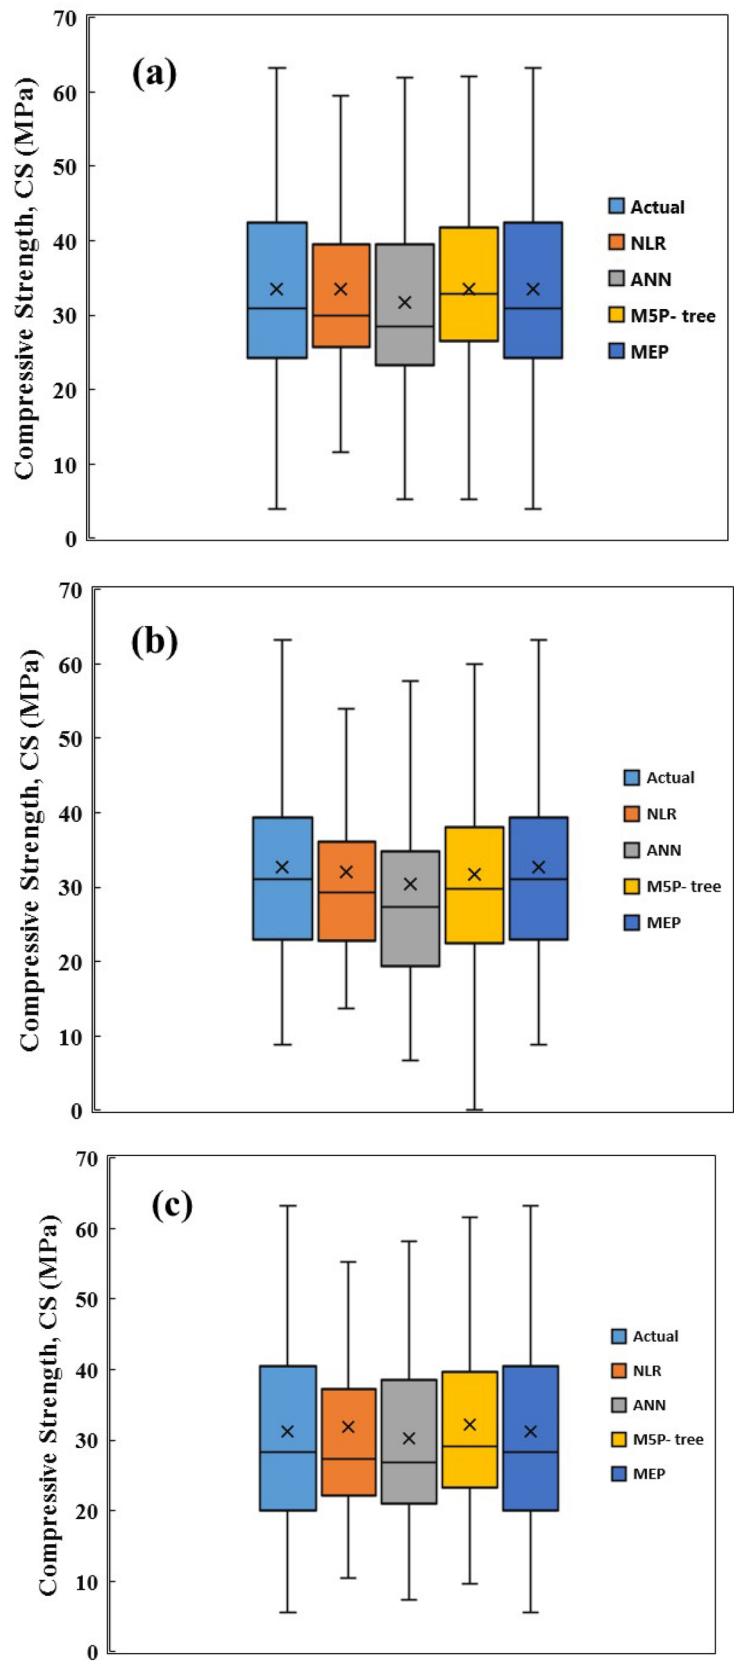 (a)
Compressive Strength, CS (MPa)
70
60
50
40
30
20
10
0
Actual
NLR
ANN
M5P- tree
MEP
(b)
Compressive Strength, CS (MPa)
70
60
50
40
30
20
10
0
Actual
NLR
ANN
M5P- tree
MEP
(c)
Compressive Strength, CS (MPa)
70
60
50
40
30
20
10
0
Actual
NLR
ANN
M5P- tree
MEP